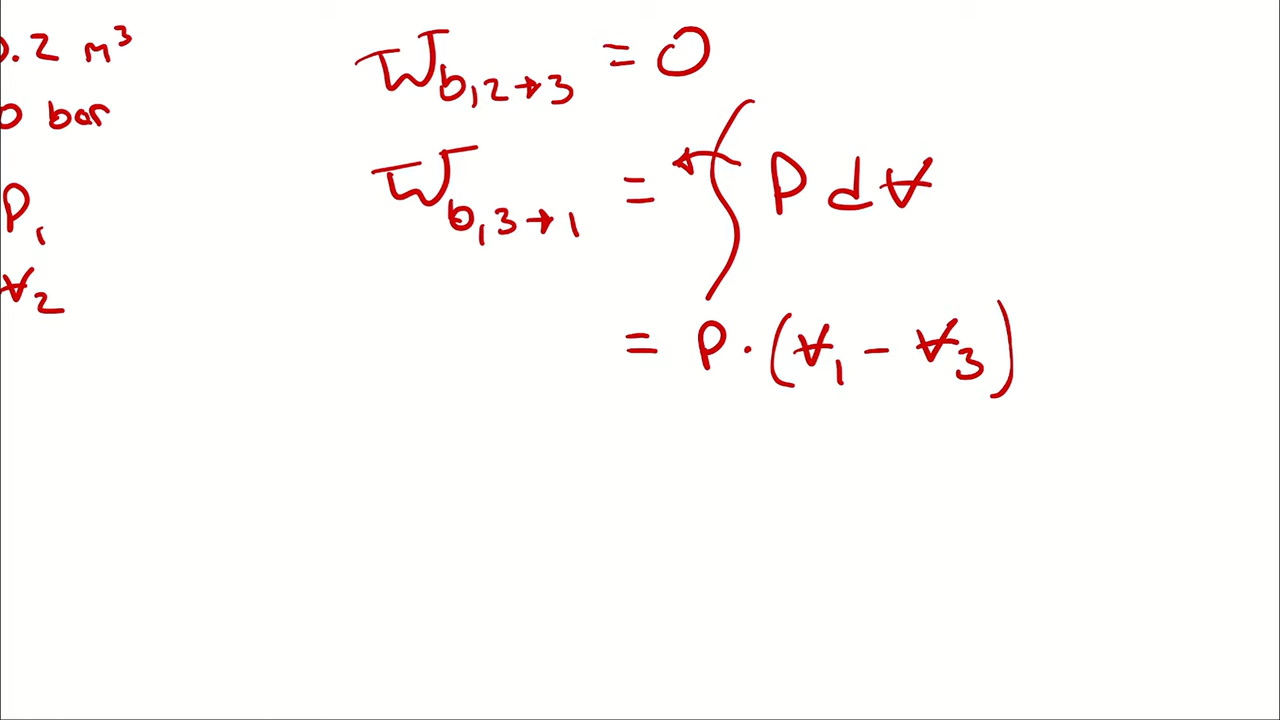 .2 m³
W_b,2→3 = 0
bar
W_b,3→1 = ∫ P dV
P₁
V₂
= P · (V₁ − V₃)